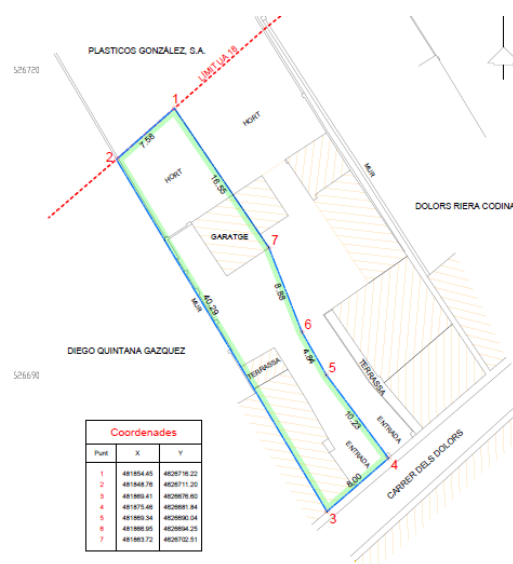 PLASTICOS GONZÁLEZ, S.A.
LIMIT UA 18
526720
1
HORT
7.58
2
MUR
HORT
16.55
DOLORS RIERA CODINA
GARATGE
7
8.88
40.29
MUR
6
4.84
DIEGO QUINTANA GAZQUEZ
TERRASSA
TERRASSA
526690
5
10.23
ENTRADA
ENTRADA
4
8.00
CARRER DELS DOLORS
3
Coordenades
Punt X Y
1 481854.45 4626716.22
2 481848.76 4626711.20
3 481869.41 4626676.60
4 481875.46 4626681.84
5 481869.34 4626690.04
6 481866.95 4626694.25
7 481863.72 4626702.51